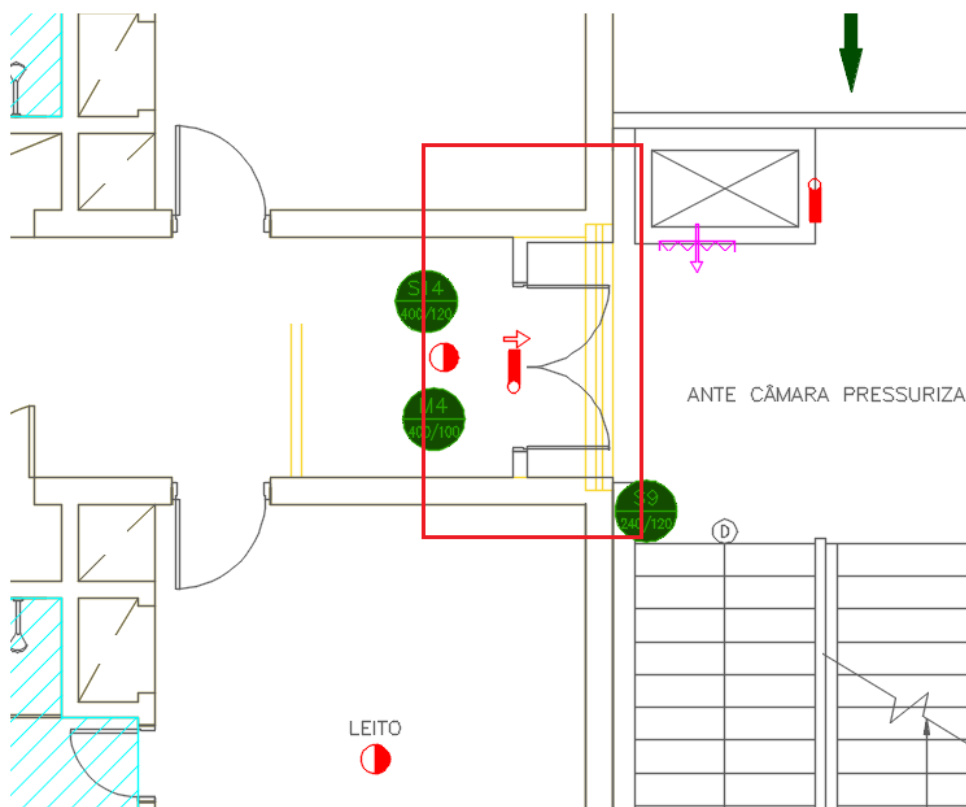 S14
400/120
M4
400/100
ANTE CÂMARA PRESSURIZA
S9
240/120
D
LEITO